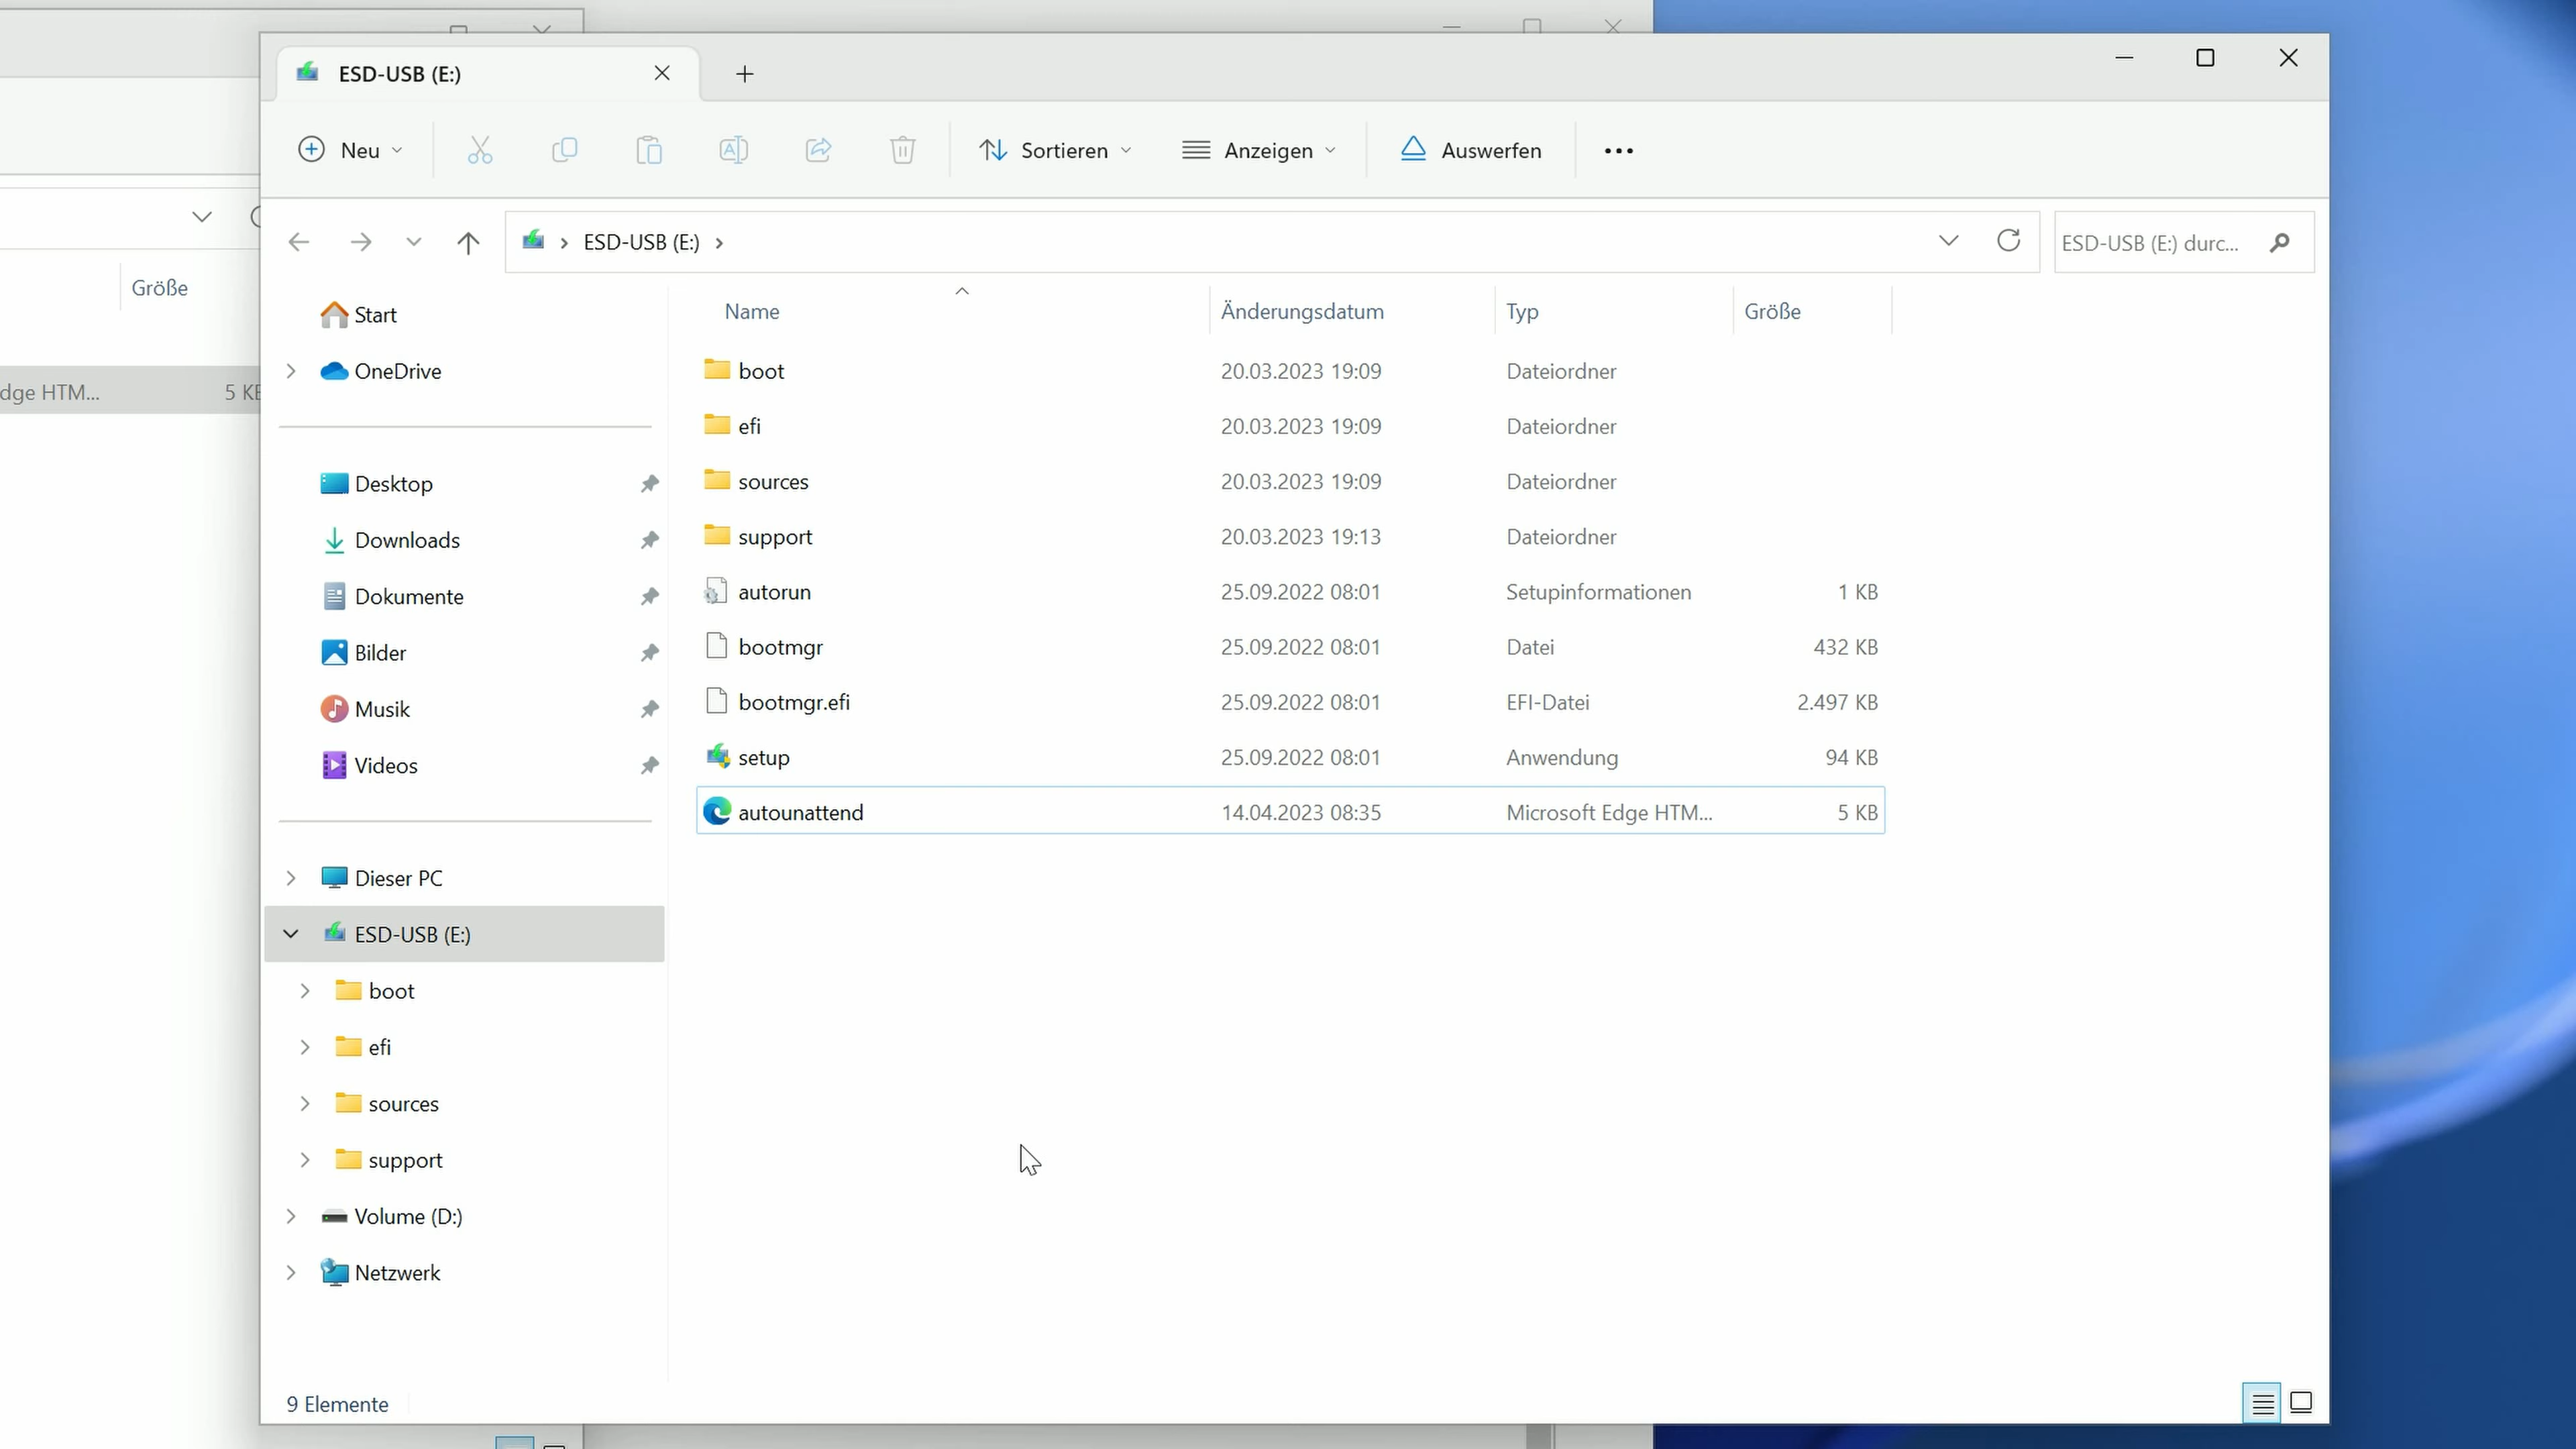 ESD-USB (E:)
Neu
Sortieren
Anzeigen
Auswerfen
ESD-USB (E:)
ESD-USB (E:) durc...
Größe
dge HTM...
5 KE
Start
OneDrive
Desktop
Downloads
Dokumente
Bilder
Musik
Videos
Dieser PC
ESD-USB (E:)
boot
efi
sources
support
Volume (D:)
Netzwerk
Name Änderungsdatum Typ Größe
boot 20.03.2023 19:09 Dateiordner
efi 20.03.2023 19:09 Dateiordner
sources 20.03.2023 19:09 Dateiordner
support 20.03.2023 19:13 Dateiordner
autorun 25.09.2022 08:01 Setupinformationen 1 KB
bootmgr 25.09.2022 08:01 Datei 432 KB
bootmgr.efi 25.09.2022 08:01 EFI-Datei 2.497 KB
setup 25.09.2022 08:01 Anwendung 94 KB
autounattend 14.04.2023 08:35 Microsoft Edge HTM... 5 KB
9 Elemente